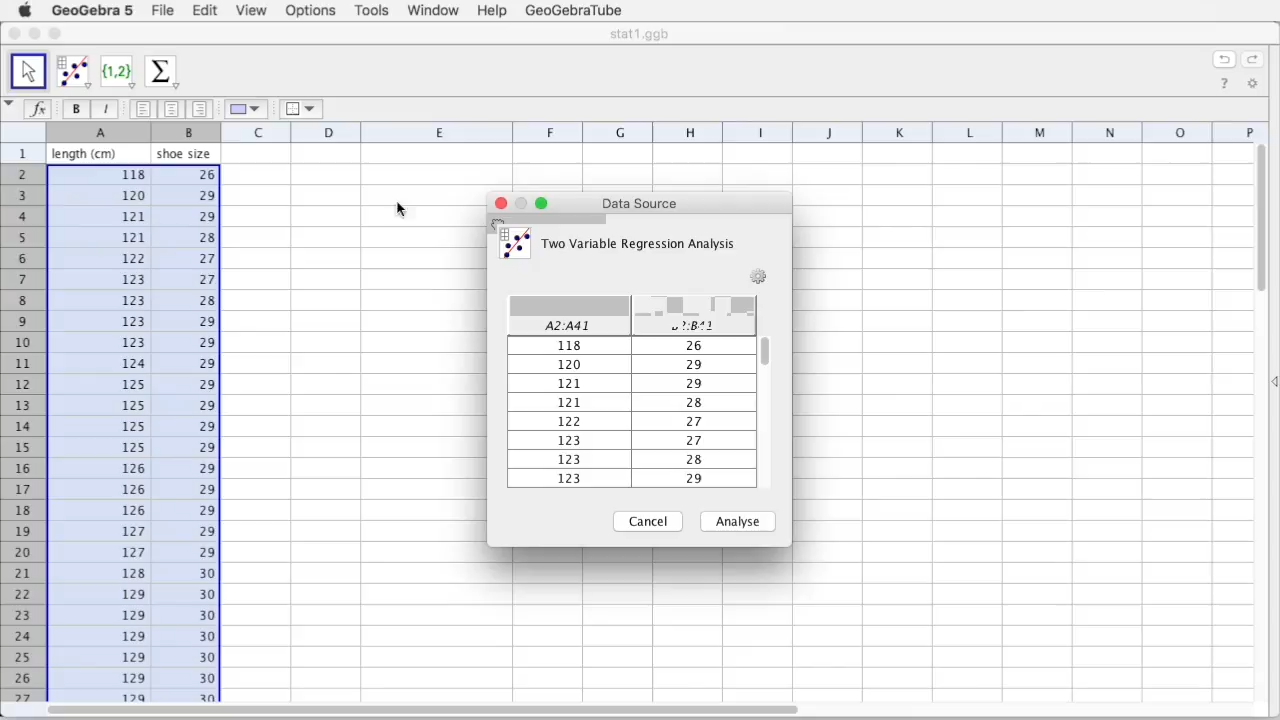 GeoGebra 5 File Edit View Options Tools Window Help GeoGebraTube
stat1.ggb
{1,2} Σ
?
fx B I
A B C D E F G H I J K L M N O P
1 length (cm) shoe size
2 118 26
3 120 29
4 121 29
5 121 28
6 122 27
7 123 27
8 123 28
9 123 29
10 123 29
11 124 29
12 125 29
13 125 29
14 125 29
15 125 29
16 126 29
17 126 29
18 126 29
19 127 29
20 127 29
21 128 30
22 129 30
23 129 30
24 129 30
25 129 30
26 129 30
27 129 30
Data Source
Two Variable Regression Analysis
A2:A41
118 26
120 29
121 29
121 28
122 27
123 27
123 28
123 29
Cancel Analyse